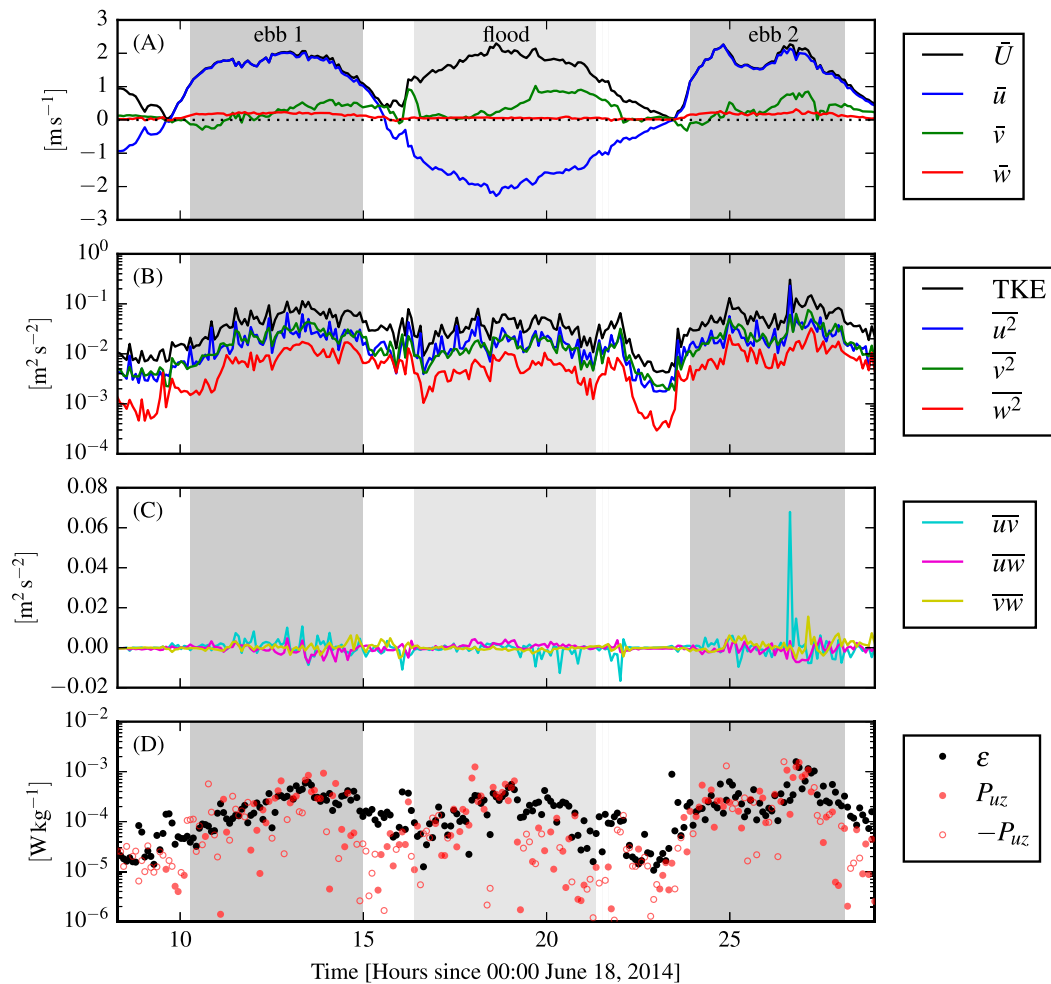 (A) ebb 1 flood ebb 2
3
2
1
0
−1
−2
−3
[m s⁻¹]
Ū
ū
v̄
w̄
(B)
10⁰
10⁻¹
10⁻²
10⁻³
10⁻⁴
[m² s⁻²]
TKE
u²
v²
w²
(C)
0.08
0.06
0.04
0.02
0.00
−0.02
[m² s⁻²]
uv
uw
vw
(D)
10⁻²
10⁻³
10⁻⁴
10⁻⁵
10⁻⁶
[W kg⁻¹]
ε
P_uz
−P_uz
10 15 20 25
Time [Hours since 00:00 June 18, 2014]